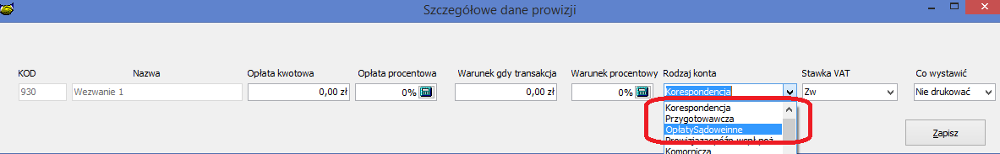 Szczegółowe dane prowizji
KOD Nazwa Opłata kwotowa Opłata procentowa Warunek gdy transakcja Warunek procentowy Rodzaj konta Stawka VAT Co wystawić
930 Wezwanie 1 0,00 zł 0% 0,00 zł 0% Korespondencja Zw Nie drukować
Korespondencja
Przygotowawcza
OpłatySądoweinne
Komornicza
Zapisz